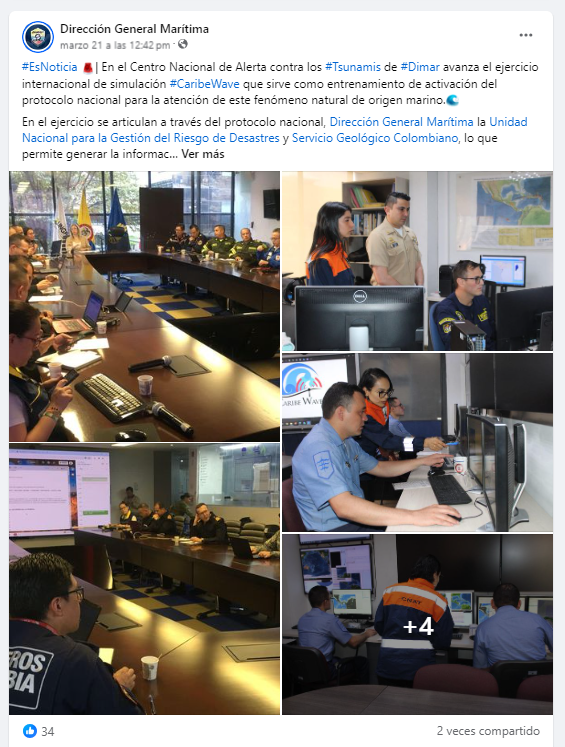 Dirección General Marítima
marzo 21 a las 12:42 pm ·
#EsNoticia 🚨| En el Centro Nacional de Alerta contra los #Tsunamis de #Dimar avanza el ejercicio
internacional de simulación #CaribeWave que sirve como entrenamiento de activación del
protocolo nacional para la atención de este fenómeno natural de origen marino.🌊
En el ejercicio se articulan a través del protocolo nacional, Dirección General Marítima la Unidad
Nacional para la Gestión del Riesgo de Desastres y Servicio Geológico Colombiano, lo que
permite generar la informac... Ver más
DELL
CARIBE WAVE
+4
34
2 veces compartido